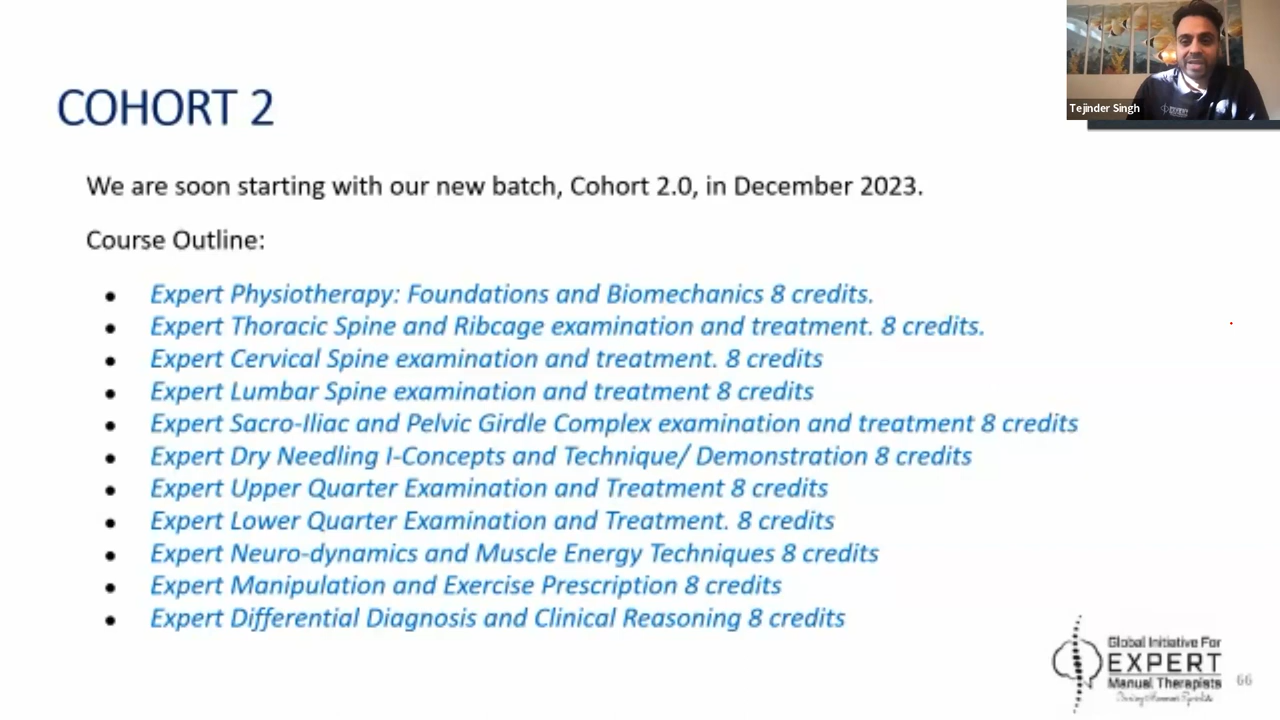 Tejinder Singh
COHORT 2
We are soon starting with our new batch, Cohort 2.0, in December 2023.
Course Outline:
• Expert Physiotherapy: Foundations and Biomechanics 8 credits.
• Expert Thoracic Spine and Ribcage examination and treatment. 8 credits.
• Expert Cervical Spine examination and treatment. 8 credits
• Expert Lumbar Spine examination and treatment 8 credits
• Expert Sacro-Iliac and Pelvic Girdle Complex examination and treatment 8 credits
• Expert Dry Needling I-Concepts and Technique/ Demonstration 8 credits
• Expert Upper Quarter Examination and Treatment 8 credits
• Expert Lower Quarter Examination and Treatment. 8 credits
• Expert Neuro-dynamics and Muscle Energy Techniques 8 credits
• Expert Manipulation and Exercise Prescription 8 credits
• Expert Differential Diagnosis and Clinical Reasoning 8 credits
Global Initiative For
EXPERT
Manual Therapists
66